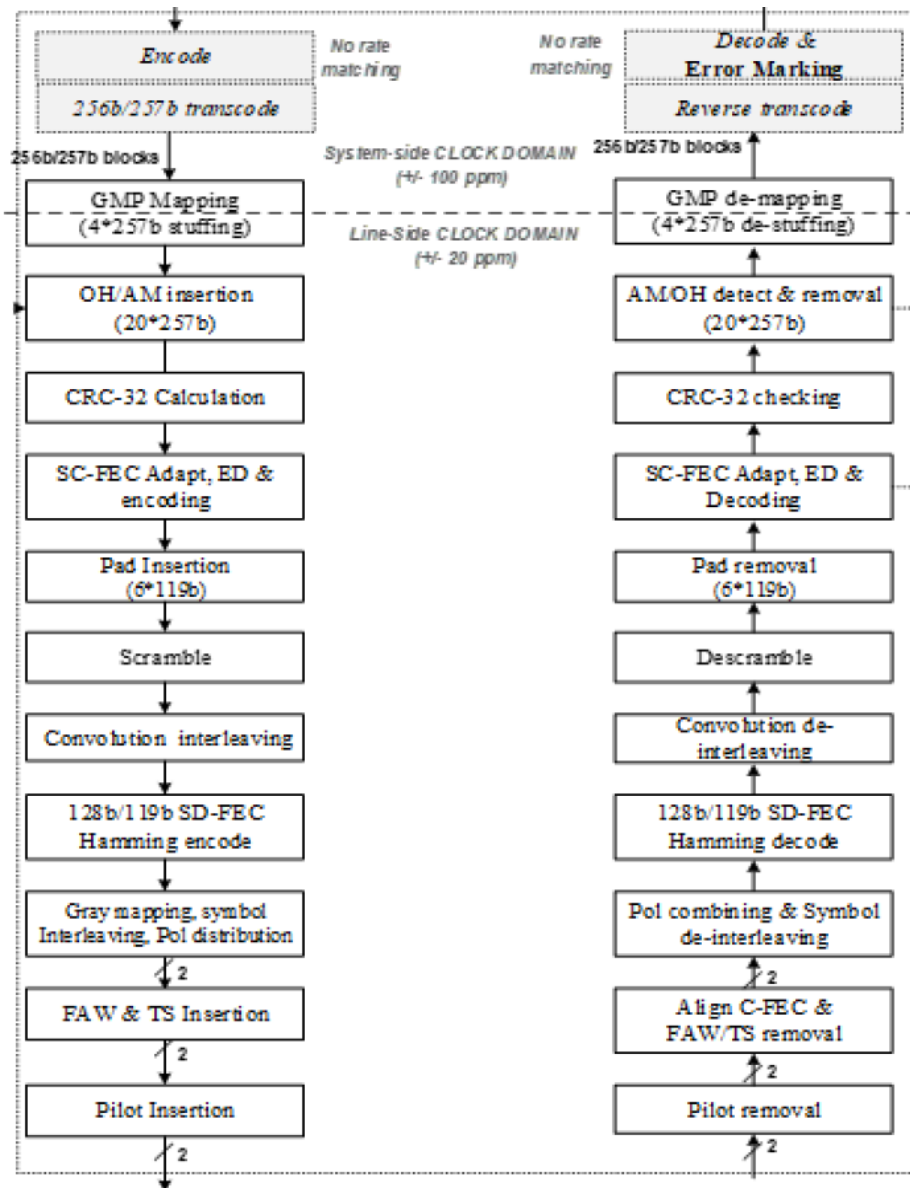 Encode
No rate
matching
256b/257b transcode
256b/257b blocks
GMP Mapping
(4*257b stuffing)
OH/AM insertion
(20*257b)
CRC-32 Calculation
SC-FEC Adapt, ED &
encoding
Pad Insertion
(6*119b)
Scramble
Convolution interleaving
128b/119b SD-FEC
Hamming encode
Gray mapping, symbol
Interleaving, Pol distribution
2
FAW & TS Insertion
2
Pilot Insertion
2
System-side CLOCK DOMAIN
(+/- 100 ppm)
Line-Side CLOCK DOMAIN
(+/- 20 ppm)
No rate
matching
Decode &
Error Marking
Reverse transcode
256b/257b blocks
GMP de-mapping
(4*257b de-stuffing)
AM/OH detect & removal
(20*257b)
CRC-32 checking
SC-FEC Adapt, ED &
Decoding
Pad removal
(6*119b)
Descramble
Convolution de-
interleaving
128b/119b SD-FEC
Hamming decode
Pol combining & Symbol
de-interleaving
2
Align C-FEC &
FAW/TS removal
2
Pilot removal
2